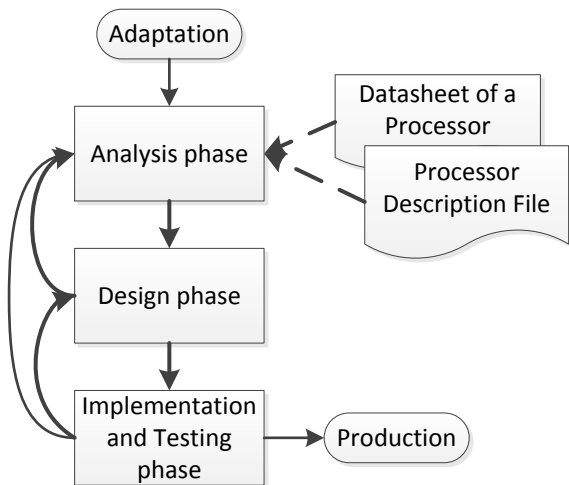 Adaptation
Datasheet of a
Processor
Analysis phase
Processor
Description File
Design phase
Implementation
and Testing
phase
Production